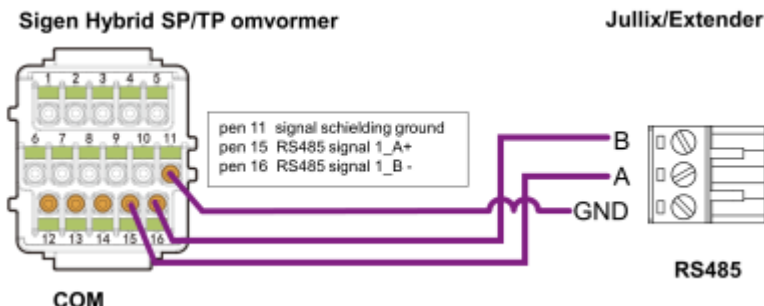 Sigen Hybrid SP/TP omvormer
Jullix/Extender
1 2 3 4 5
6 7 8 9 10 11
pen 11 signal schielding ground
pen 15 RS485 signal 1_A+
pen 16 RS485 signal 1_B -
B
A
GND
12 13 14 15 16
RS485
COM